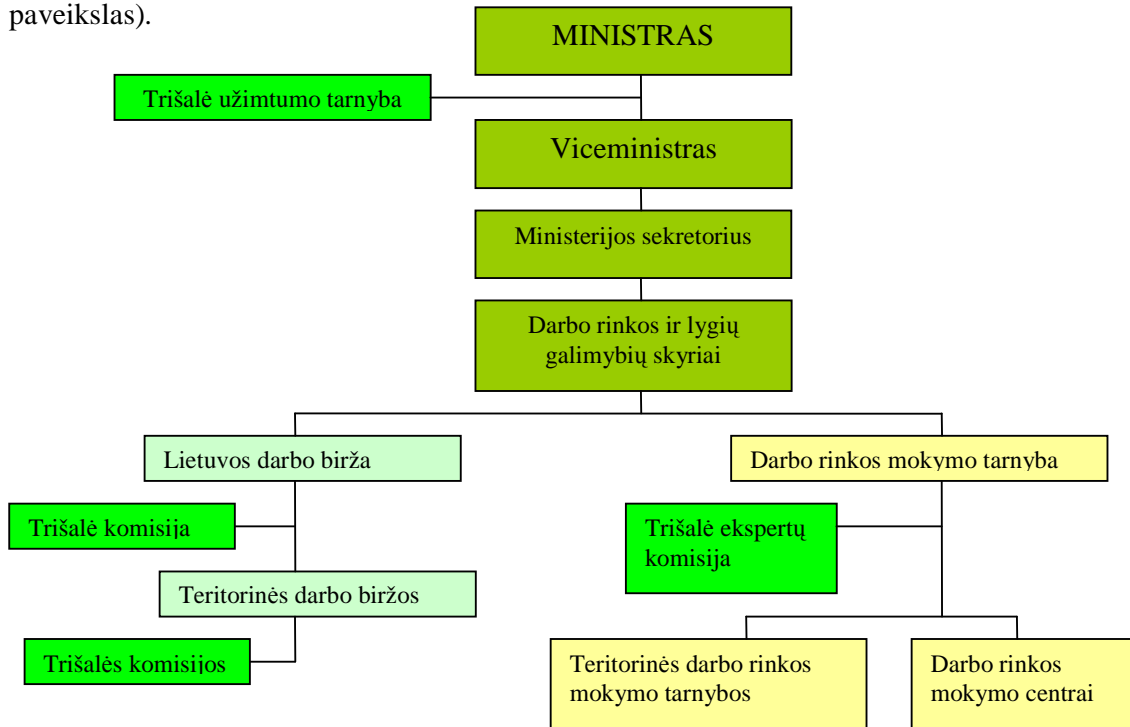 paveikslas).
MINISTRAS
Trišalė užimtumo tarnyba
Viceministras
Ministerijos sekretorius
Darbo rinkos ir lygių
galimybių skyriai
Lietuvos darbo birža
Darbo rinkos mokymo tarnyba
Trišalė komisija
Trišalė ekspertų
komisija
Teritorinės darbo biržos
Trišalės komisijos
Teritorinės darbo rinkos
mokymo tarnybos
Darbo rinkos
mokymo centrai